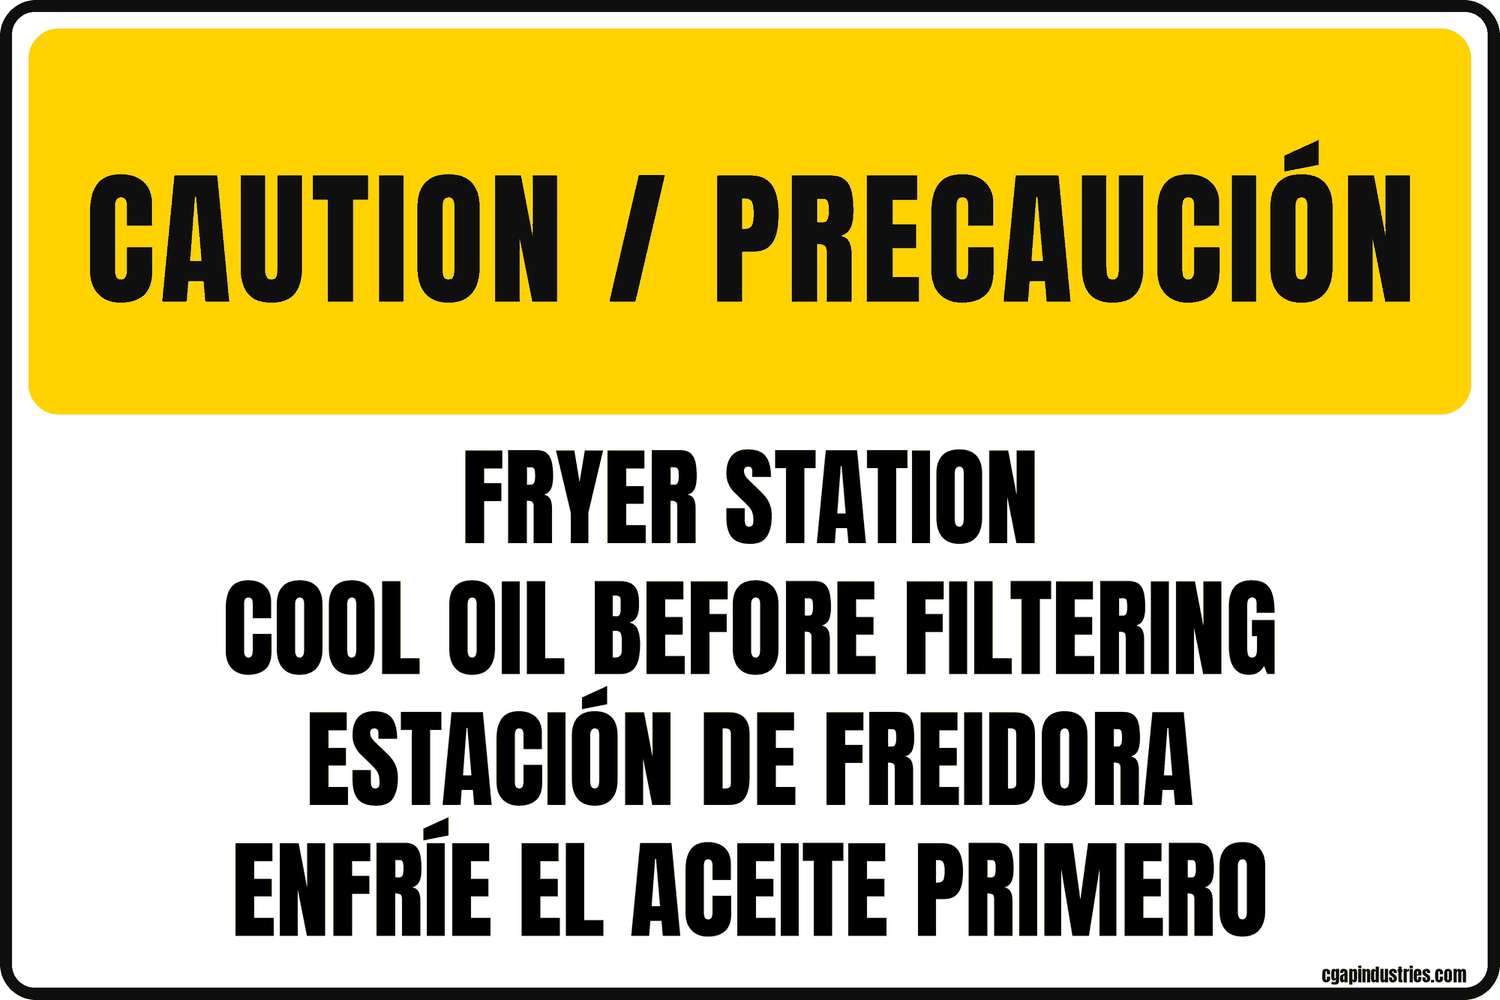 CAUTION / PRECAUCIÓN
FRYER STATION
COOL OIL BEFORE FILTERING
ESTACIÓN DE FREIDORA
ENFRÍE EL ACEITE PRIMERO
cgapindustries.com